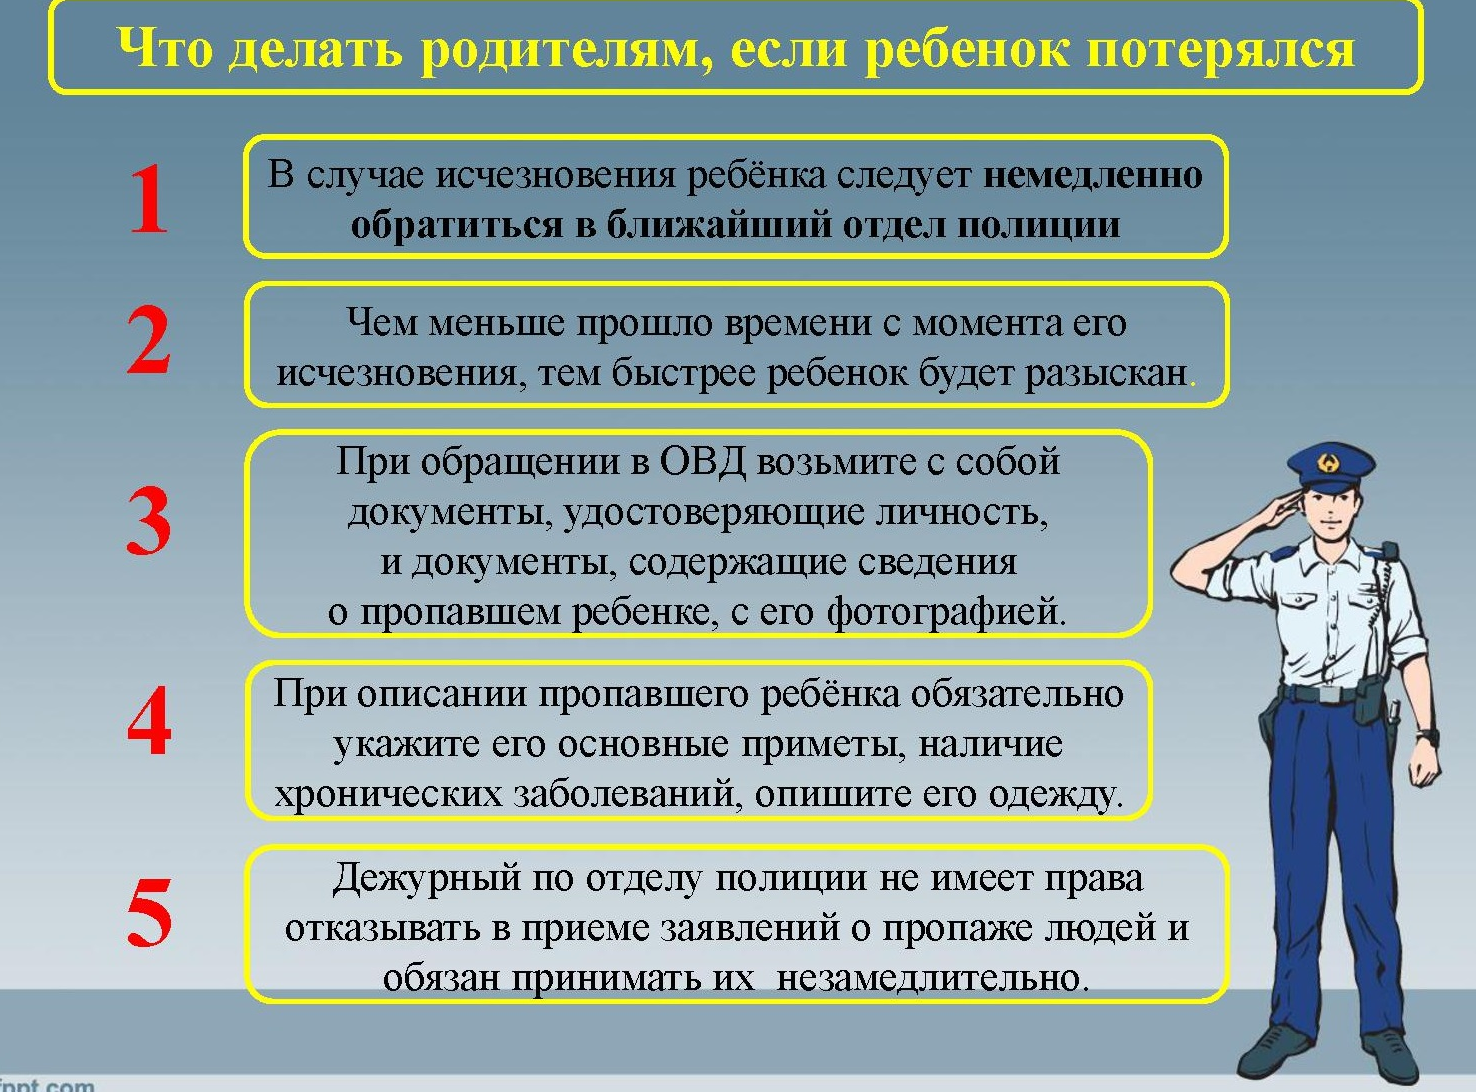 Что делать родителям, если ребенок потерялся
1
В случае исчезновения ребёнка следует немедленно
обратиться в ближайший отдел полиции
2
Чем меньше прошло времени с момента его
исчезновения, тем быстрее ребенок будет разыскан.
3
При обращении в ОВД возьмите с собой
документы, удостоверяющие личность,
и документы, содержащие сведения
о пропавшем ребенке, с его фотографией.
4
При описании пропавшего ребёнка обязательно
укажите его основные приметы, наличие
хронических заболеваний, опишите его одежду.
5
Дежурный по отделу полиции не имеет права
отказывать в приеме заявлений о пропаже людей и
обязан принимать их незамедлительно.
fppt.com